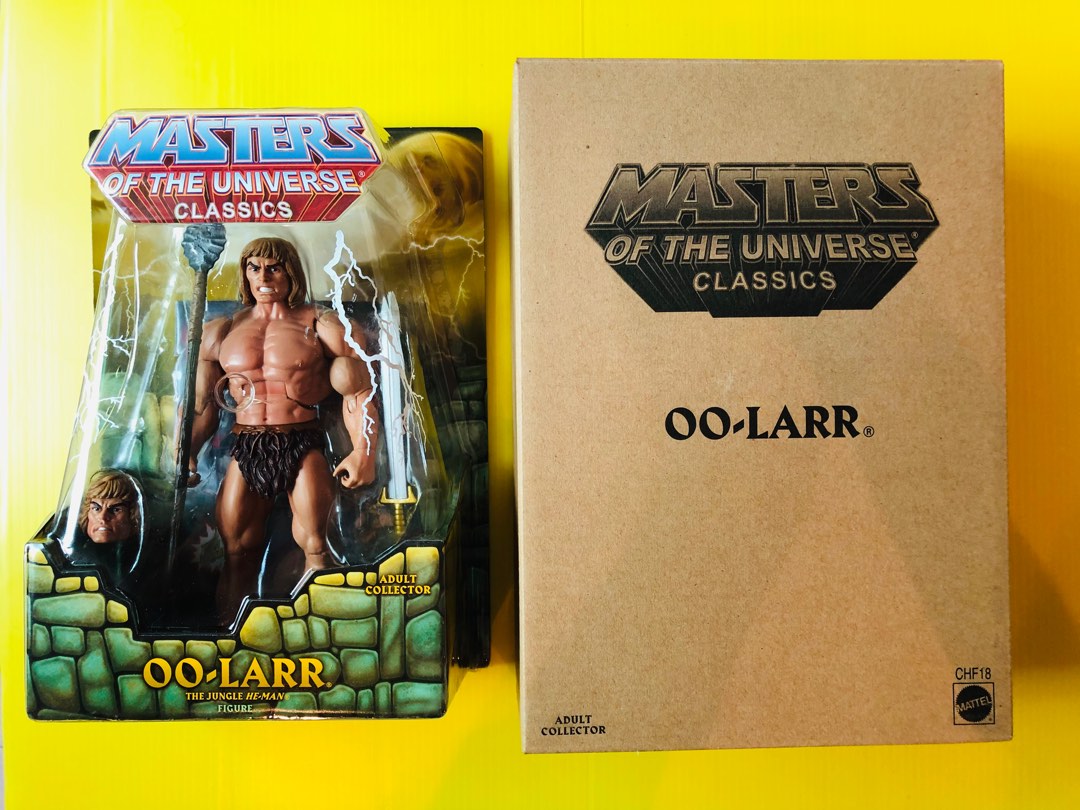 MASTERS
OF THE UNIVERSE®
CLASSICS
ADULT
COLLECTOR
OO-LARR®
THE JUNGLE HE-MAN
FIGURE
MASTERS
OF THE UNIVERSE®
CLASSICS
OO-LARR®
CHF18
MATTEL®
ADULT
COLLECTOR